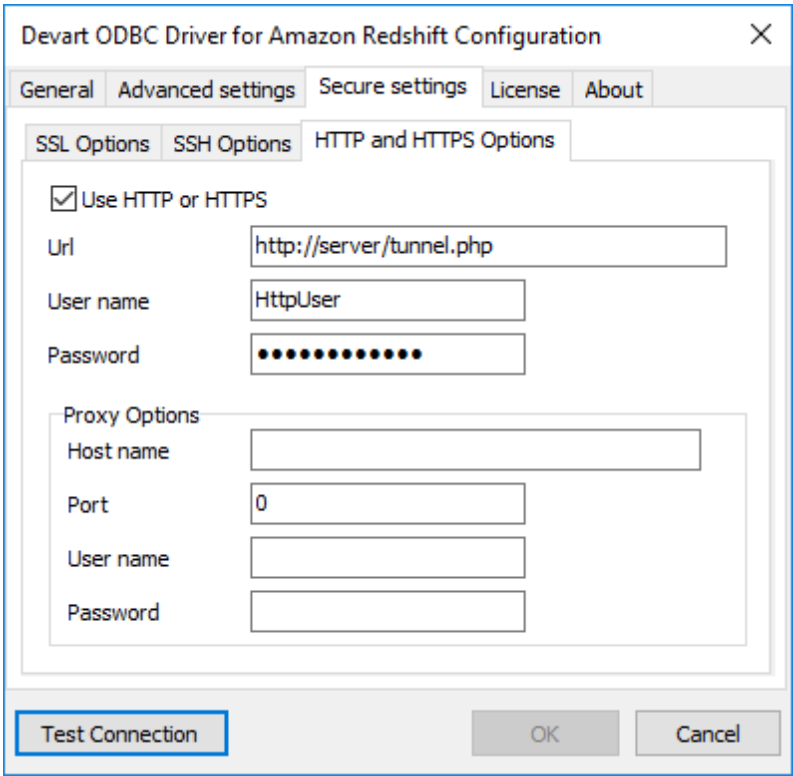 Devart ODBC Driver for Amazon Redshift Configuration
General Advanced settings Secure settings License About
SSL Options SSH Options HTTP and HTTPS Options
Use HTTP or HTTPS
Url http://server/tunnel.php
User name HttpUser
Password ••••••••••••
Proxy Options
Host name
Port 0
User name
Password
Test Connection OK Cancel